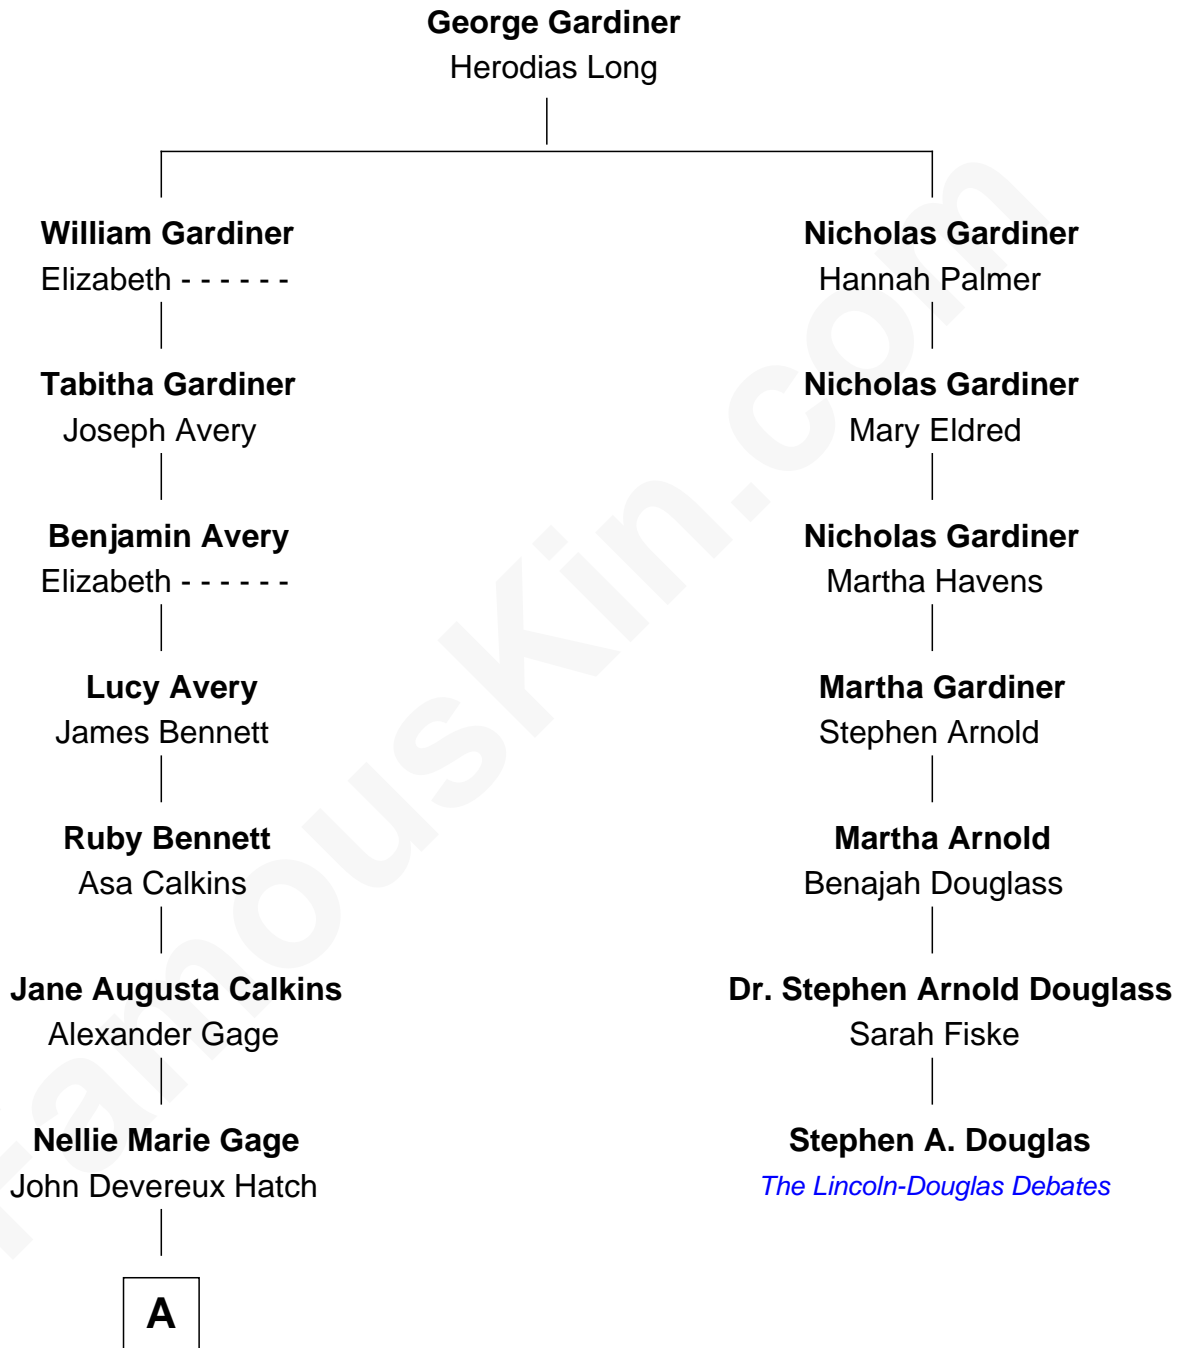 George Gardiner
Herodias Long
William Gardiner
Elizabeth - - - - - -
Nicholas Gardiner
Hannah Palmer
Tabitha Gardiner
Joseph Avery
Nicholas Gardiner
Mary Eldred
Benjamin Avery
Elizabeth - - - - - -
Nicholas Gardiner
Martha Havens
Lucy Avery
James Bennett
Martha Gardiner
Stephen Arnold
Ruby Bennett
Asa Calkins
Martha Arnold
Benajah Douglass
Jane Augusta Calkins
Alexander Gage
Dr. Stephen Arnold Douglass
Sarah Fiske
Nellie Marie Gage
John Devereux Hatch
Stephen A. Douglas
The Lincoln-Douglas Debates
A
FamousKin.com